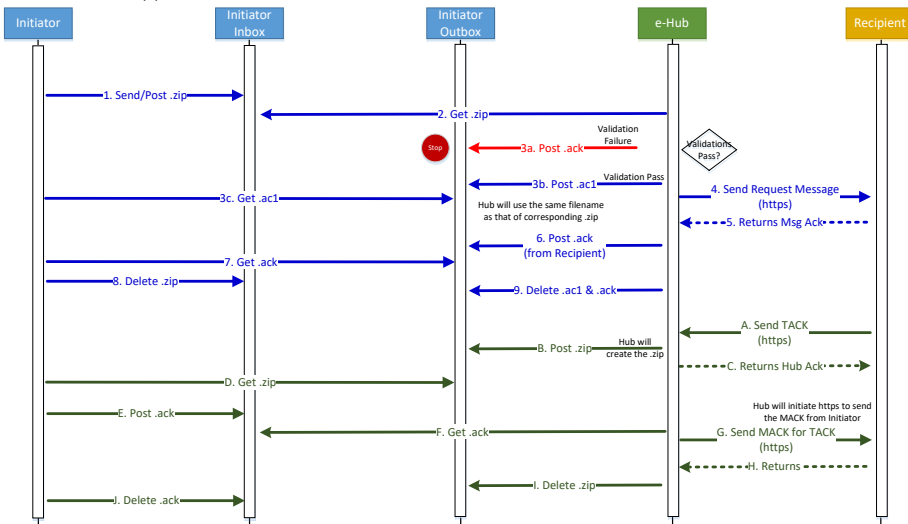 Initiator
Initiator
Inbox
Initiator
Outbox
e-Hub
Recipient
1. Send/Post .zip
2. Get .zip
Validation
Failure
Stop
3a. Post .ack
Validations
Pass?
3b. Post .ac1
Validation Pass
3c. Get .ac1
4. Send Request Message
(https)
Hub will use the same filename
as that of corresponding .zip
5. Returns Msg Ack
6. Post .ack
(from Recipient)
7. Get .ack
8. Delete .zip
9. Delete .ac1 & .ack
A. Send TACK
(https)
B. Post .zip
Hub will
create the .zip
C. Returns Hub Ack
D. Get .zip
E. Post .ack
Hub will initiate https to send
the MACK from Initiator
F. Get .ack
G. Send MACK for TACK
(https)
H. Returns
I. Delete .zip
J. Delete .ack